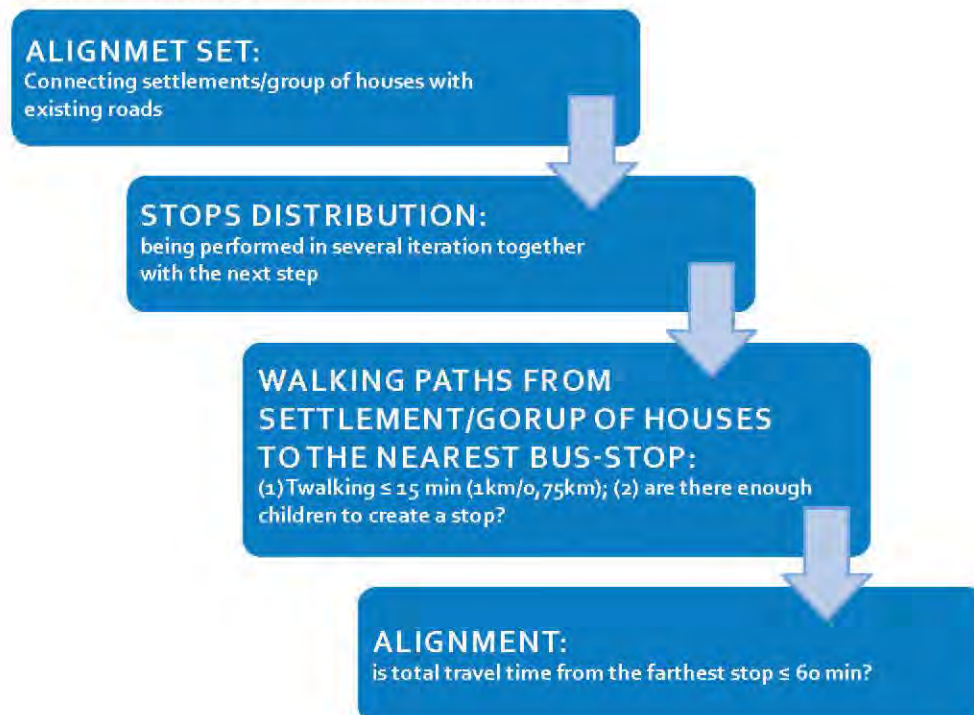 ALIGNMET SET:
Connecting settlements/group of houses with
existing roads
STOPS DISTRIBUTION:
being performed in several iteration together
with the next step
WALKING PATHS FROM
SETTLEMENT/GORUP OF HOUSES
TO THE NEAREST BUS-STOP:
(1)Twalking ≤ 15 min (1km/0,75km); (2) are there enough
children to create a stop?
ALIGNMENT:
is total travel time from the farthest stop ≤ 60 min?